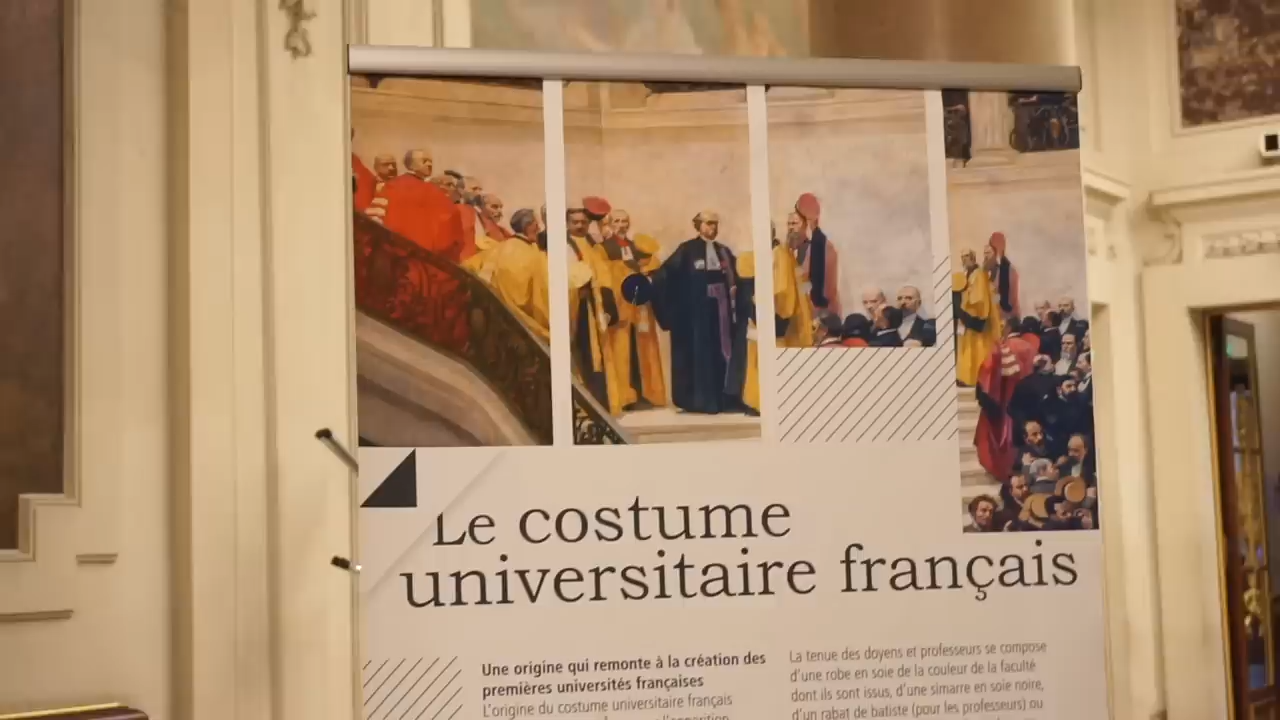 Le costume
universitaire français
Une origine qui remonte à la création des
premières universités françaises
L'origine du costume universitaire français
l'apparition
La tenue des doyens et professeurs se compose
d'une robe en soie de la couleur de la faculté
dont ils sont issus, d'une simarre en soie noire,
d'un rabat de batiste (pour les professeurs) ou